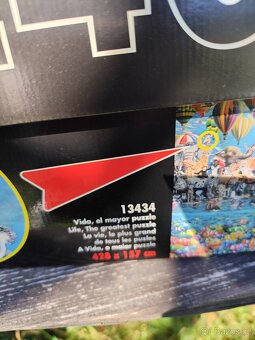 13434
Vida, el mayor puzzle
Life, The greatest puzzle
La vie, le plus grand
de tous les puzzles
A Vida, o maior puzzle
428 x 157 cm